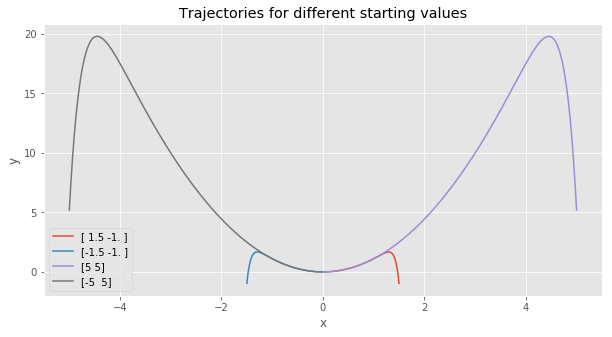 Trajectories for different starting values
20
15
10
5
0
y
[ 1.5 -1. ]
[-1.5 -1. ]
[5 5]
[-5  5]
−4
−2
0
2
4
x